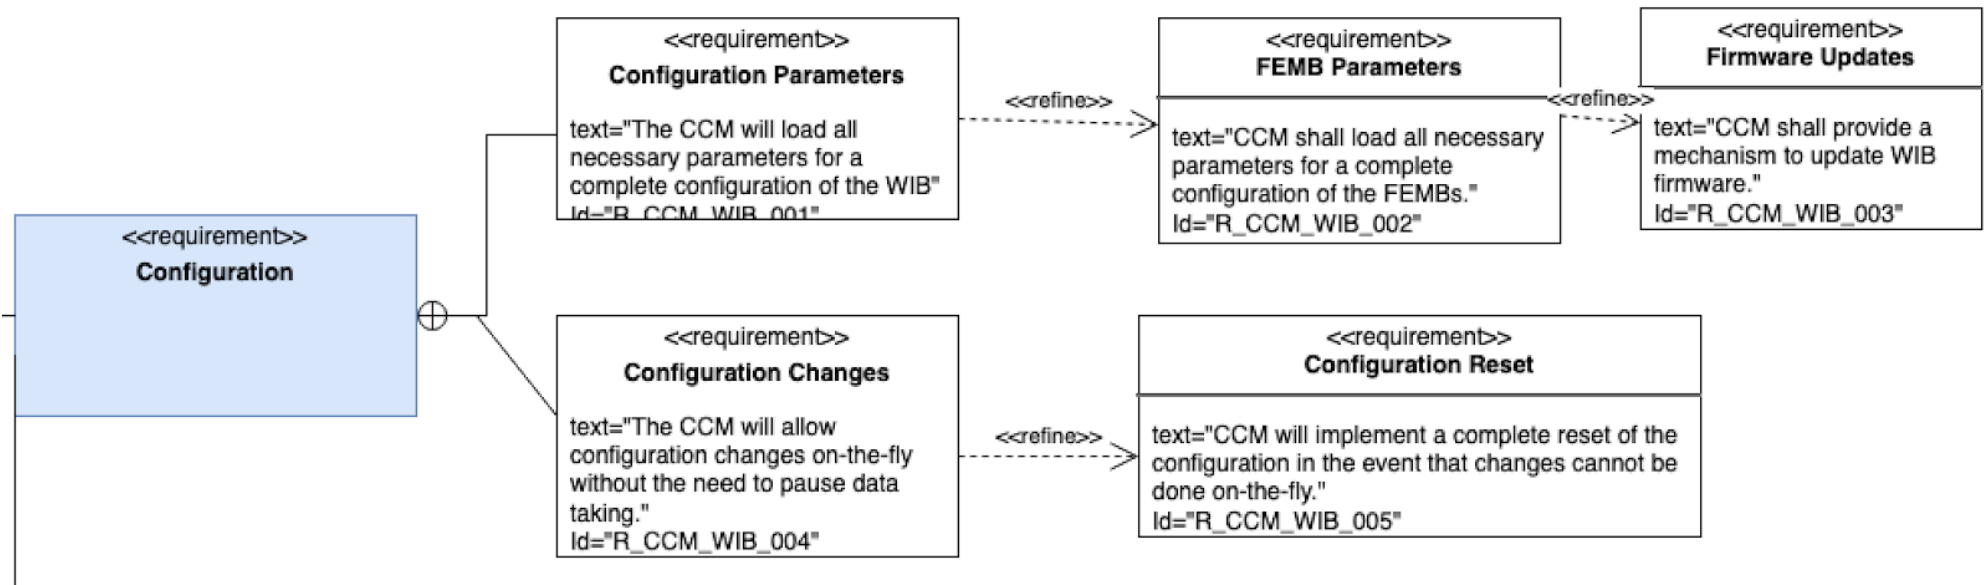 <<requirement>>
Configuration
<<requirement>>
Configuration Parameters
text="The CCM will load all
necessary parameters for a
complete configuration of the WIB"
Id="R_CCM_WIB_001"
<<refine>>
<<requirement>>
FEMB Parameters
text="CCM shall load all necessary
parameters for a complete
configuration of the FEMBs."
Id="R_CCM_WIB_002"
<<refine>>
<<requirement>>
Firmware Updates
text="CCM shall provide a
mechanism to update WIB
firmware."
Id="R_CCM_WIB_003"
<<requirement>>
Configuration Changes
text="The CCM will allow
configuration changes on-the-fly
without the need to pause data
taking."
Id="R_CCM_WIB_004"
<<refine>>
<<requirement>>
Configuration Reset
text="CCM will implement a complete reset of the
configuration in the event that changes cannot be
done on-the-fly."
Id="R_CCM_WIB_005"